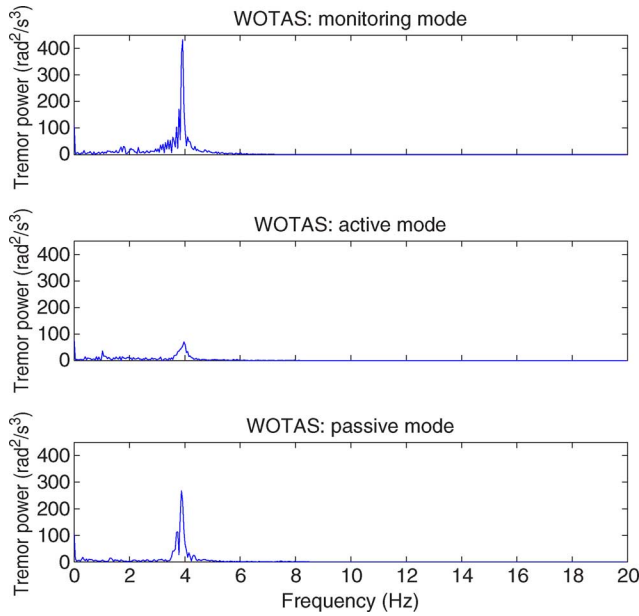 WOTAS: monitoring mode
Tremor power (rad²/s³)
400
300
200
100
0
WOTAS: active mode
Tremor power (rad²/s³)
400
300
200
100
0
WOTAS: passive mode
Tremor power (rad²/s³)
400
300
200
100
0
0 2 4 6 8 10 12 14 16 18 20
Frequency (Hz)